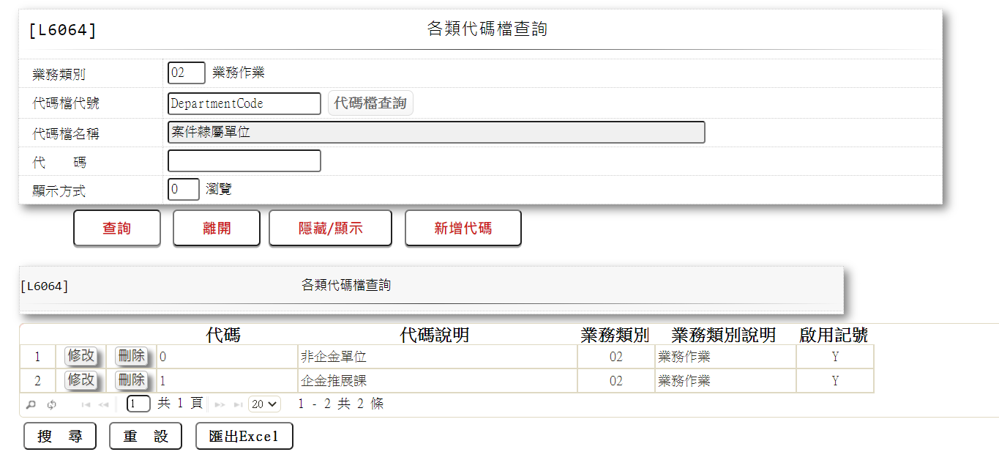 [L6064] 各類代碼檔查詢
業務類別 02 業務作業
代碼檔代號 DepartmentCode 代碼檔查詢
代碼檔名稱 案件隸屬單位
代 碼
顯示方式 0 瀏覽
查詢 離開 隱藏/顯示 新增代碼
[L6064] 各類代碼檔查詢
代碼 代碼說明 業務類別 業務類別說明 啟用記號
1 修改 刪除 0 非企金單位 02 業務作業 Y
2 修改 刪除 1 企金推展課 02 業務作業 Y
1 共 1 頁 20 1 - 2 共 2 條
搜 尋 重 設 匯出Excel